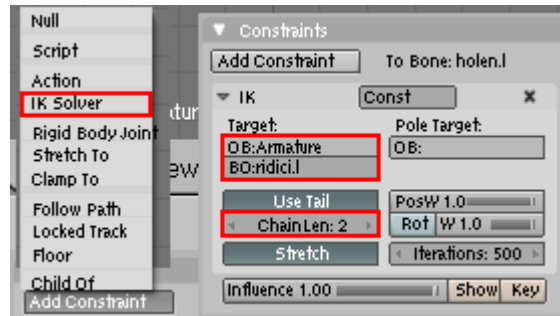 Null
Script
Action
IK Solver
Rigid Body Joint
Stretch To
Clamp To
Follow Path
Locked Track
Floor
Child Of
Add Constraint
tur
ew
Constraints
Add Constraint
To Bone: holen.l
IK
Const
Target:
Pole Target:
OB:Armature
OB:
BO:ridici.l
Use Tail
PosW 1.0
ChainLen: 2
Rot W 1.0
Stretch
Iterations: 500
Influence 1.00
Show
Key